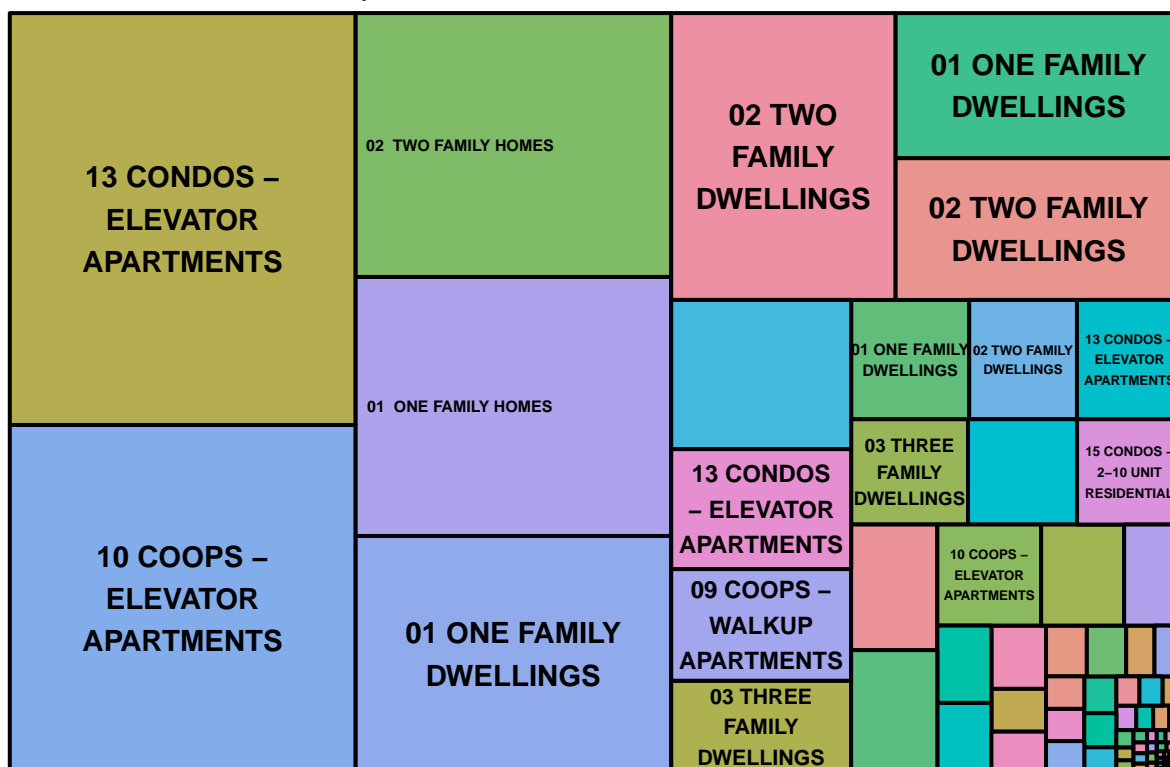 13 CONDOS –
ELEVATOR
APARTMENTS
10 COOPS –
ELEVATOR
APARTMENTS
02  TWO FAMILY HOMES
01  ONE FAMILY HOMES
01 ONE FAMILY
DWELLINGS
02 TWO
FAMILY
DWELLINGS
01 ONE FAMILY
DWELLINGS
02 TWO FAMILY
DWELLINGS
13 CONDOS
– ELEVATOR
APARTMENTS
09 COOPS –
WALKUP
APARTMENTS
03 THREE
FAMILY
DWELLINGS
01 ONE FAMILY
DWELLINGS
02 TWO FAMILY
DWELLINGS
13 CONDOS –
ELEVATOR
APARTMENTS
03 THREE
FAMILY
DWELLINGS
15 CONDOS –
2–10 UNIT
RESIDENTIAL
10 COOPS –
ELEVATOR
APARTMENTS